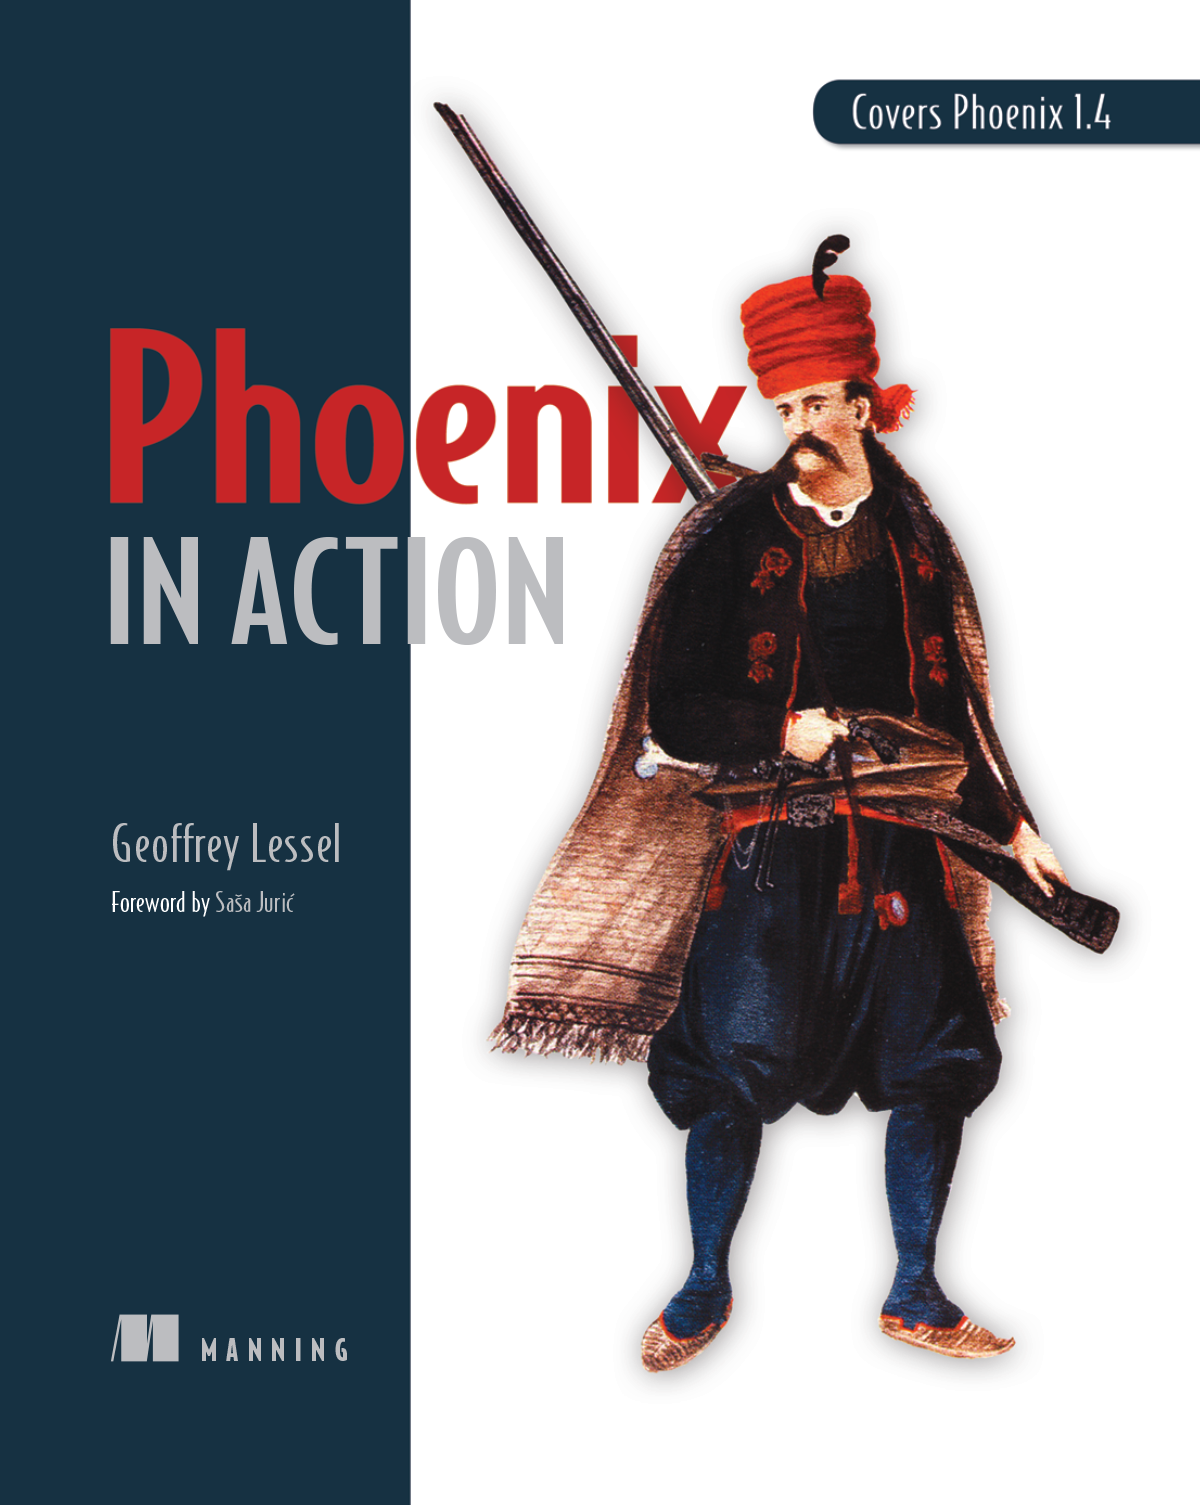 Covers Phoenix 1.4
Phoenix
IN ACTION
Geoffrey Lessel
Foreword by Saša Jurić
MANNING